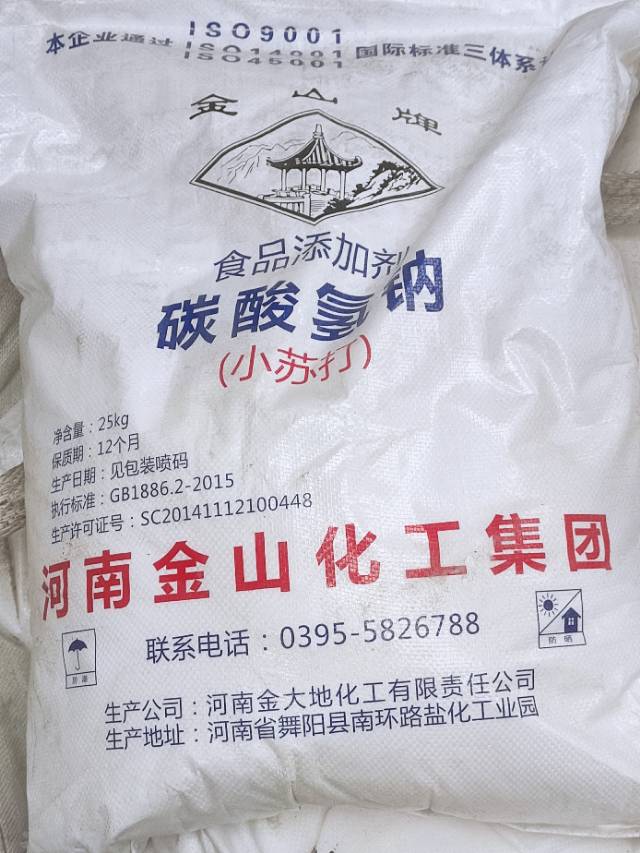 ISO9001
本企业通过 ISO14001 国际标准三体系
ISO45001
金山牌
食品添加剂
碳酸氢钠
(小苏打)
净含量：25kg
保质期：12个月
生产日期：见包装喷码
执行标准：GB1886.2-2015
生产许可证号：SC20141112100448
河南金山化工集团
联系电话：0395-5826788
防潮
防晒
生产公司：河南金大地化工有限责任公司
生产地址：河南省舞阳县南环路盐化工业园